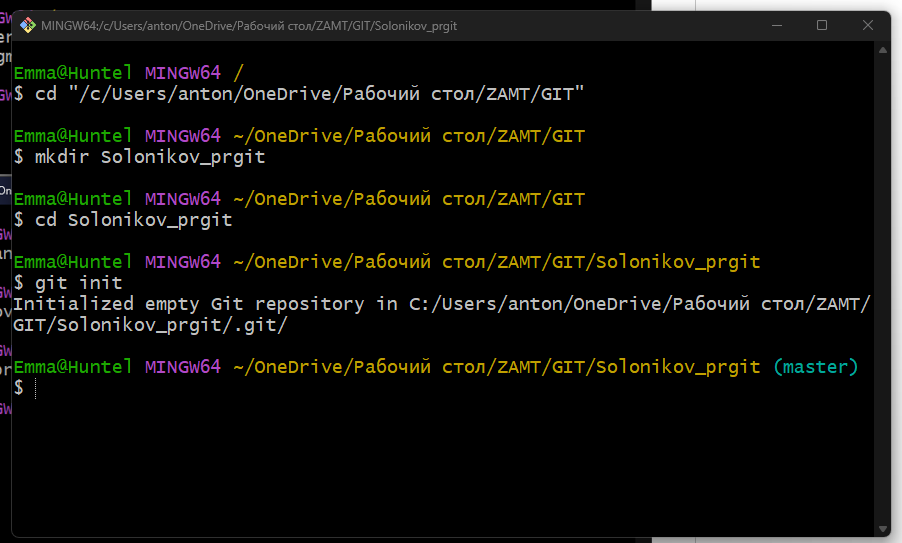 MINGW64:/c/Users/anton/OneDrive/Рабочий стол/ZAMT/GIT/Solonikov_prgit
Emma@Huntel MINGW64 /
$ cd "/c/Users/anton/OneDrive/Рабочий стол/ZAMT/GIT"
Emma@Huntel MINGW64 ~/OneDrive/Рабочий стол/ZAMT/GIT
$ mkdir Solonikov_prgit
Emma@Huntel MINGW64 ~/OneDrive/Рабочий стол/ZAMT/GIT
$ cd Solonikov_prgit
Emma@Huntel MINGW64 ~/OneDrive/Рабочий стол/ZAMT/GIT/Solonikov_prgit
$ git init
Initialized empty Git repository in C:/Users/anton/OneDrive/Рабочий стол/ZAMT/
GIT/Solonikov_prgit/.git/
Emma@Huntel MINGW64 ~/OneDrive/Рабочий стол/ZAMT/GIT/Solonikov_prgit (master)
$